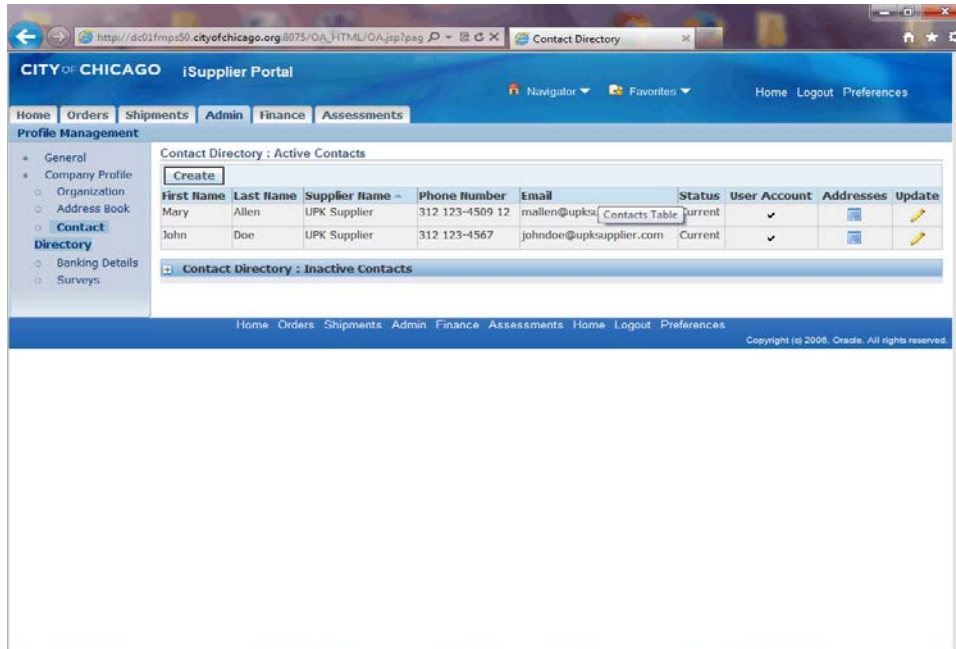 http://dc01fmps50.cityofchicago.org:8075/OA_HTML/OA.jsp?pag
Contact Directory
CITY OF CHICAGO iSupplier Portal
Navigator Favorites Home Logout Preferences
Home Orders Shipments Admin Finance Assessments
Profile Management
General
Company Profile
Organization
Address Book
Contact Directory
Banking Details
Surveys
Contact Directory : Active Contacts
Create
First Name Last Name Supplier Name Phone Number Email Status User Account Addresses Update
Mary Allen UPK Supplier 312 123-4509 12 mallen@upksu Contacts Table Current
John Doe UPK Supplier 312 123-4567 johndoe@upksupplier.com Current
Contact Directory : Inactive Contacts
Home Orders Shipments Admin Finance Assessments Home Logout Preferences
Copyright (c) 2006, Oracle. All rights reserved.